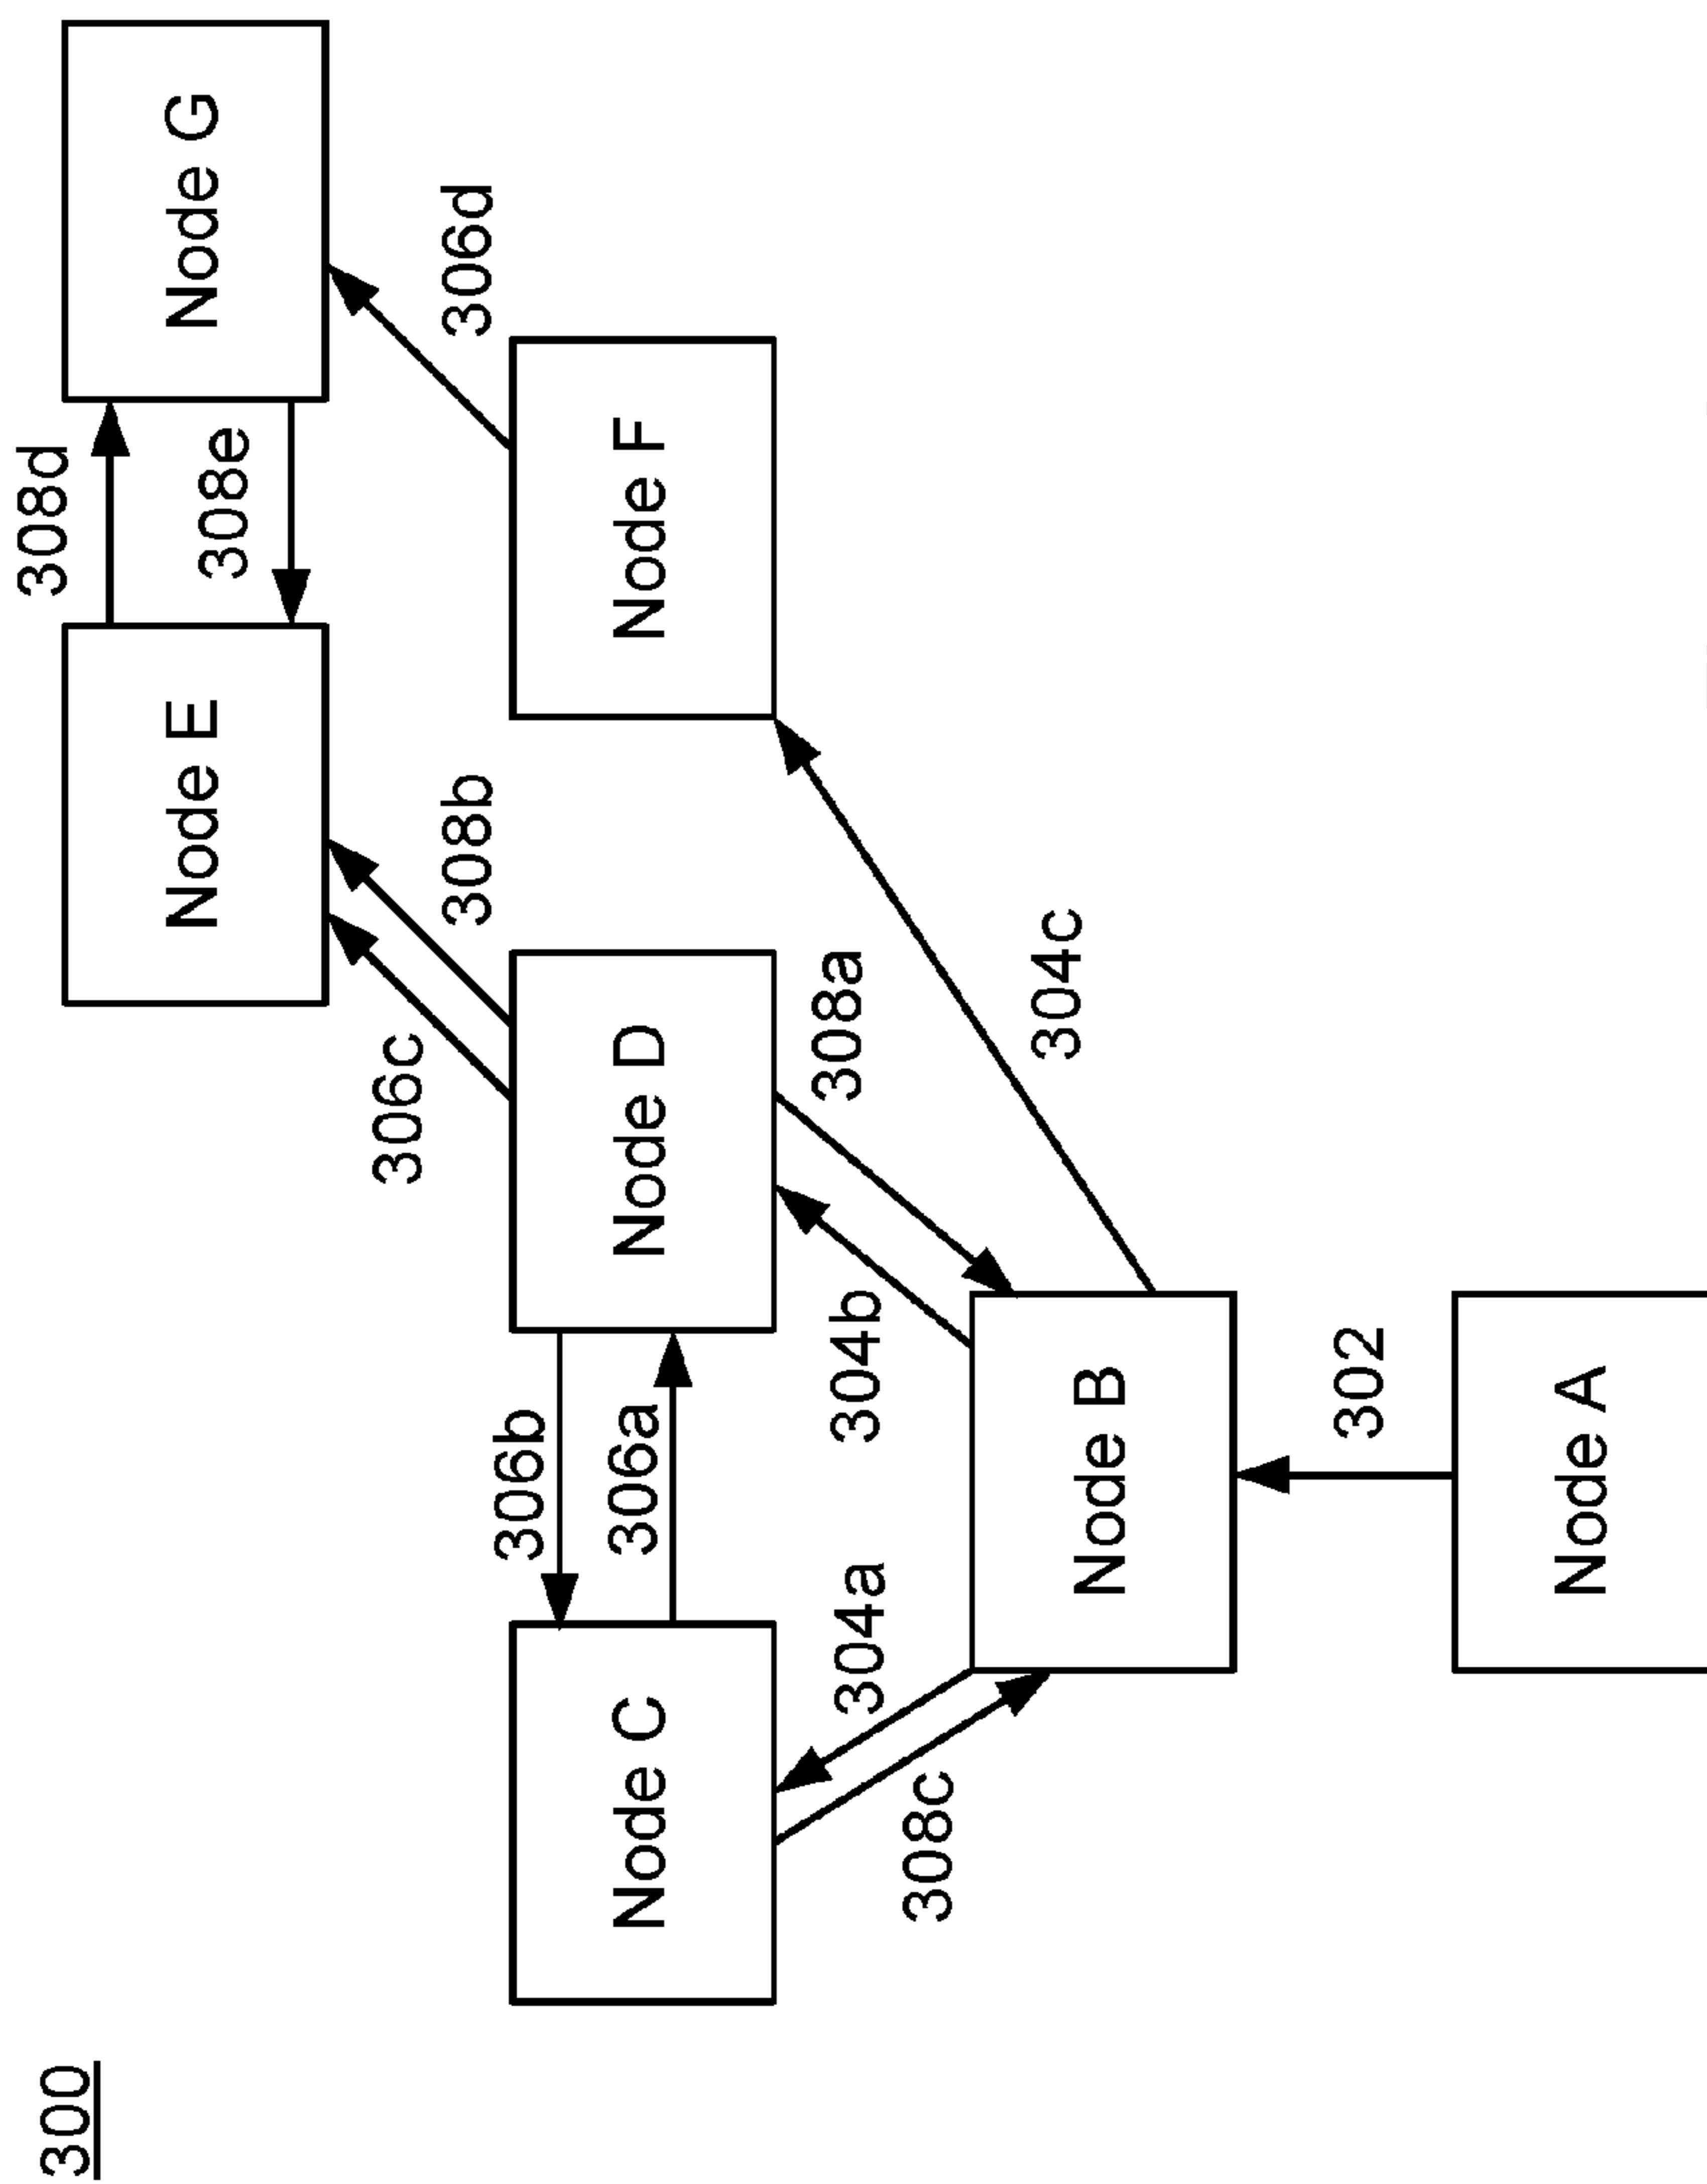 300
308d
Node E
Node G
308e
306c
308b
306d
306b
Node C
Node D
Node F
306a
304a
304b
308a
308c
304c
Node B
302
Node A